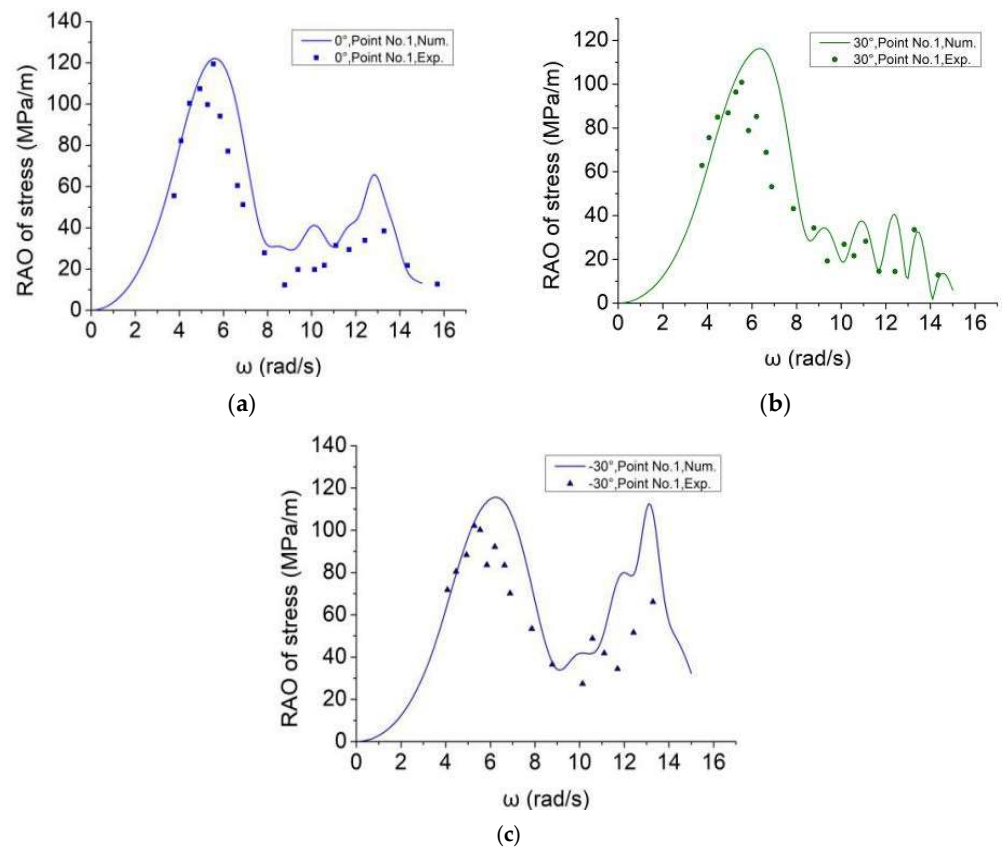 140
120
100
80
60
40
20
0
RAO of stress (MPa/m)
0°,Point No.1,Num.
0°,Point No.1,Exp.
0 2 4 6 8 10 12 14 16
ω (rad/s)
(a)
120
100
80
60
40
20
0
RAO of stress (MPa/m)
30°,Point No.1,Num.
30°,Point No.1,Exp.
0 2 4 6 8 10 12 14 16
ω (rad/s)
(b)
140
120
100
80
60
40
20
0
RAO of stress (MPa/m)
-30°,Point No.1,Num.
-30°,Point No.1,Exp.
0 2 4 6 8 10 12 14 16
ω (rad/s)
(c)